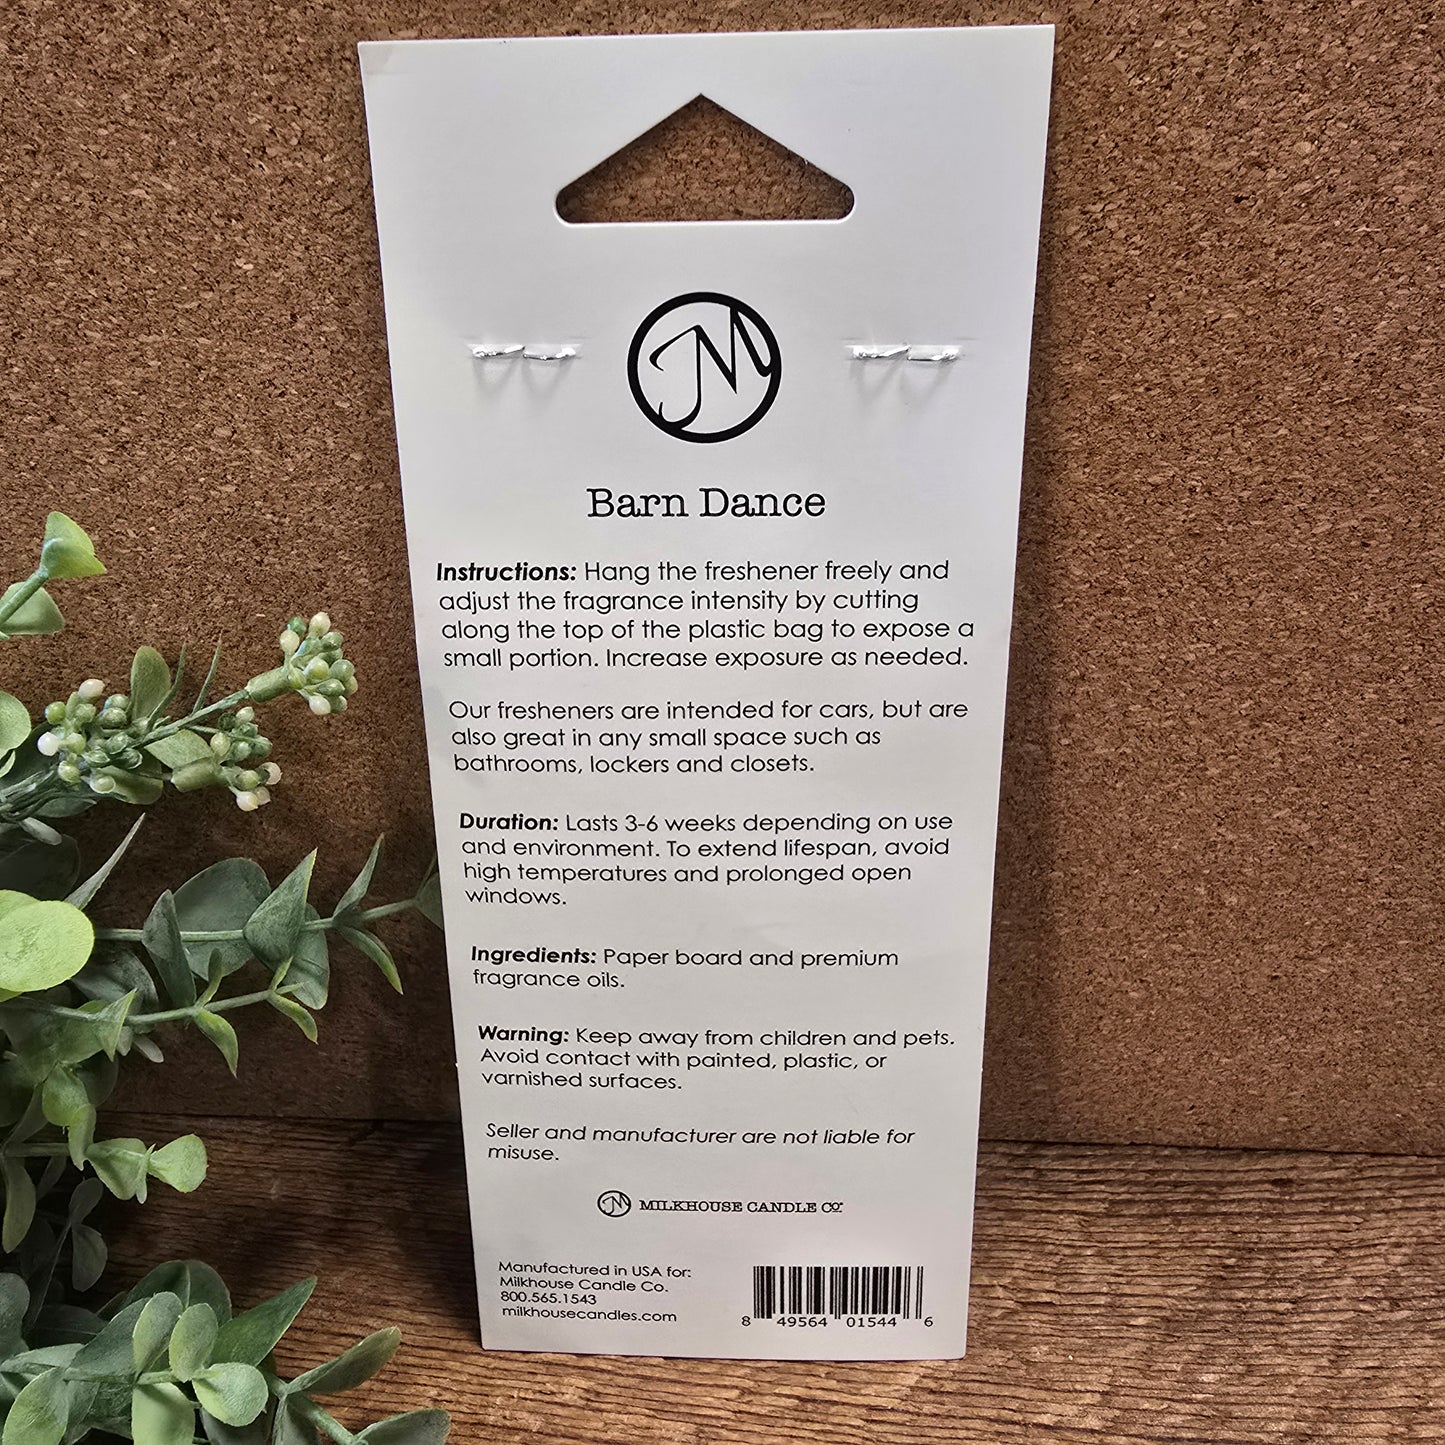 M
Barn Dance
Instructions: Hang the freshener freely and
adjust the fragrance intensity by cutting
along the top of the plastic bag to expose a
small portion. Increase exposure as needed.
Our fresheners are intended for cars, but are
also great in any small space such as
bathrooms, lockers and closets.
Duration: Lasts 3-6 weeks depending on use
and environment. To extend lifespan, avoid
high temperatures and prolonged open
windows.
Ingredients: Paper board and premium
fragrance oils.
Warning: Keep away from children and pets.
Avoid contact with painted, plastic, or
varnished surfaces.
Seller and manufacturer are not liable for
misuse.
M MILKHOUSE CANDLE CO.
Manufactured in USA for:
Milkhouse Candle Co.
800.565.1543
milkhousecandles.com
8 49564 01544 6